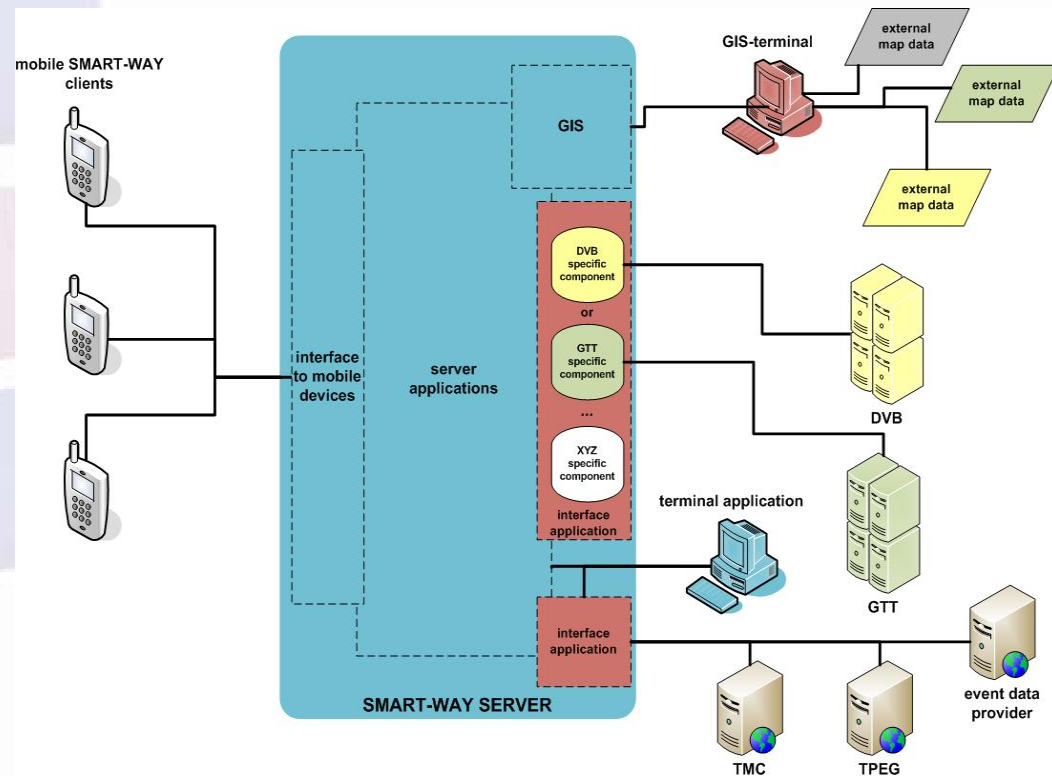 mobile SMART-WAY
clients
GIS-terminal
external
map data
external
map data
external
map data
GIS
DVB
specific
component
or
GTT
specific
component
...
XYZ
specific
component
interface
application
interface
to mobile
devices
server
applications
DVB
terminal application
GTT
interface
application
SMART-WAY SERVER
event data
provider
TMC
TPEG